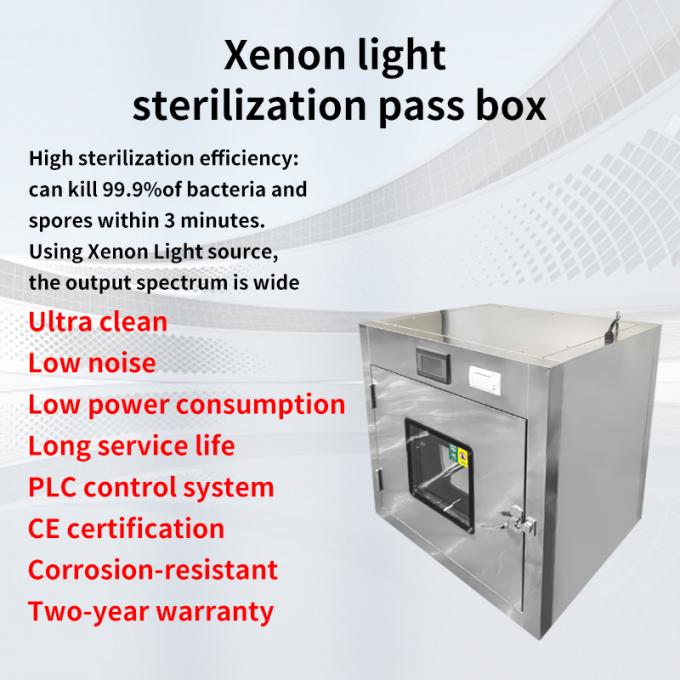 Xenon light
sterilization pass box
High sterilization efficiency:
can kill 99.9%of bacteria and
spores within 3 minutes.
Using Xenon Light source,
the output spectrum is wide
Ultra clean
Low noise
Low power consumption
Long service life
PLC control system
CE certification
Corrosion-resistant
Two-year warranty